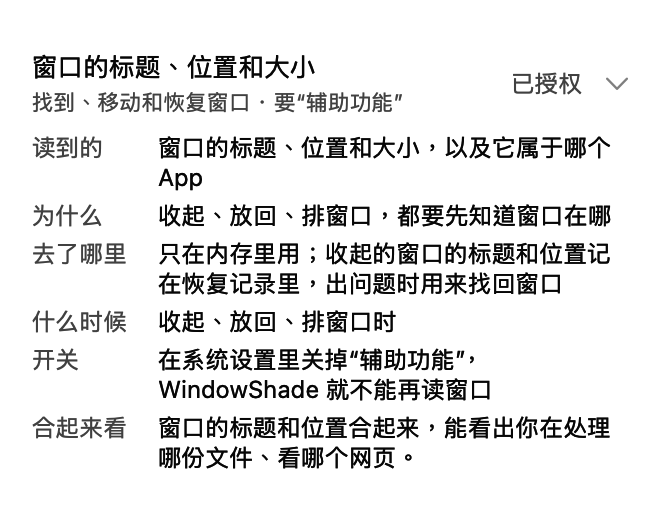 窗口的标题、位置和大小
已授权
找到、移动和恢复窗口 · 要“辅助功能”
读到的 窗口的标题、位置和大小，以及它属于哪个
App
为什么 收起、放回、排窗口，都要先知道窗口在哪
去了哪里 只在内存里用；收起的窗口的标题和位置记
在恢复记录里，出问题时用来找回窗口
什么时候 收起、放回、排窗口时
开关 在系统设置里关掉“辅助功能”，
WindowShade 就不能再读窗口
合起来看 窗口的标题和位置合起来，能看出你在处理
哪份文件、看哪个网页。